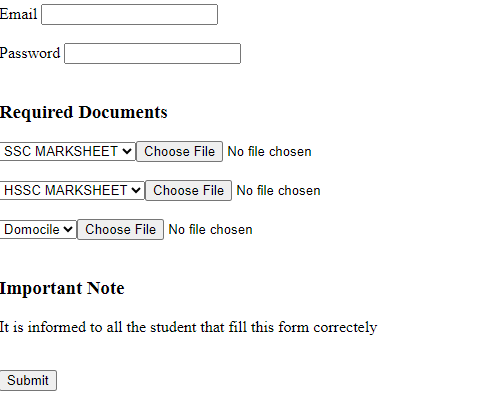 Email
Password
Required Documents
SSC MARKSHEET Choose File No file chosen
HSSC MARKSHEET Choose File No file chosen
Domocile Choose File No file chosen
Important Note
It is informed to all the student that fill this form correctely
Submit